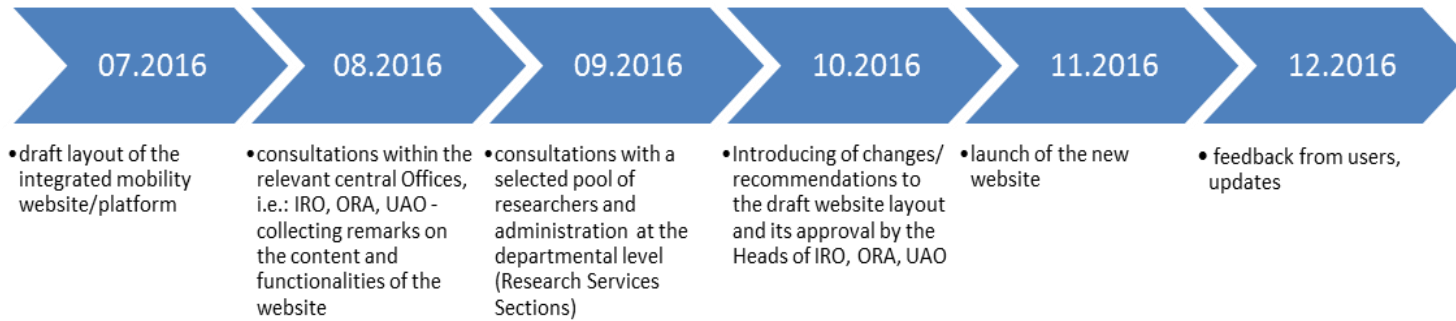 07.2016
08.2016
09.2016
10.2016
11.2016
12.2016
•draft layout of the
integrated mobility
website/platform
•consultations within the
relevant central Offices,
i.e.: IRO, ORA, UAO -
collecting remarks on
the content and
functionalities of the
website
•consultations with a
selected pool of
researchers and
administration at the
departmental level
(Research Services
Sections)
•Introducing of changes/
recommendations to
the draft website layout
and its approval by the
Heads of IRO, ORA, UAO
•launch of the new
website
• feedback from users,
updates